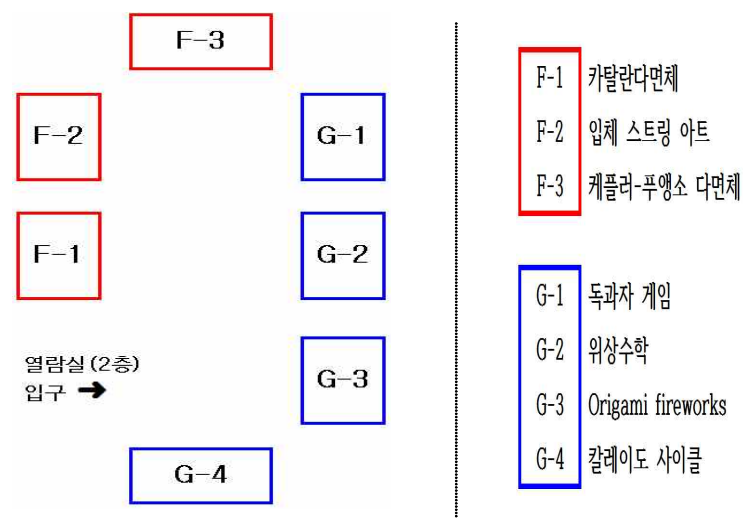 F-3
F-2
G-1
F-1
G-2
열람실(2층)
입구 ➔
G-3
G-4
F-1 카탈란다면체
F-2 입체 스트링 아트
F-3 케플러-푸앵소 다면체
G-1 독과자 게임
G-2 위상수학
G-3 Origami fireworks
G-4 칼레이도 사이클